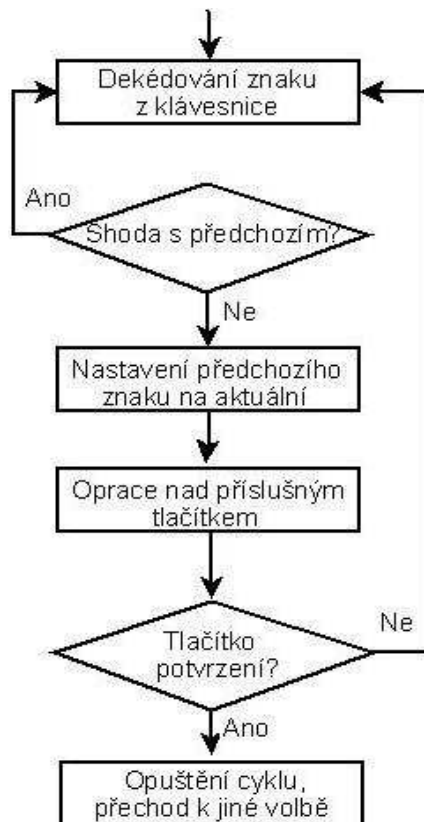 Dekédování znaku
z klávesnice
Ano
Shoda s předchozím?
Ne
Nastavení předchozího
znaku na aktuální
Oprace nad příslušným
tlačítkem
Ne
Tlačítko
potvrzení?
Ano
Opuštění cyklu,
přechod k jiné volbě